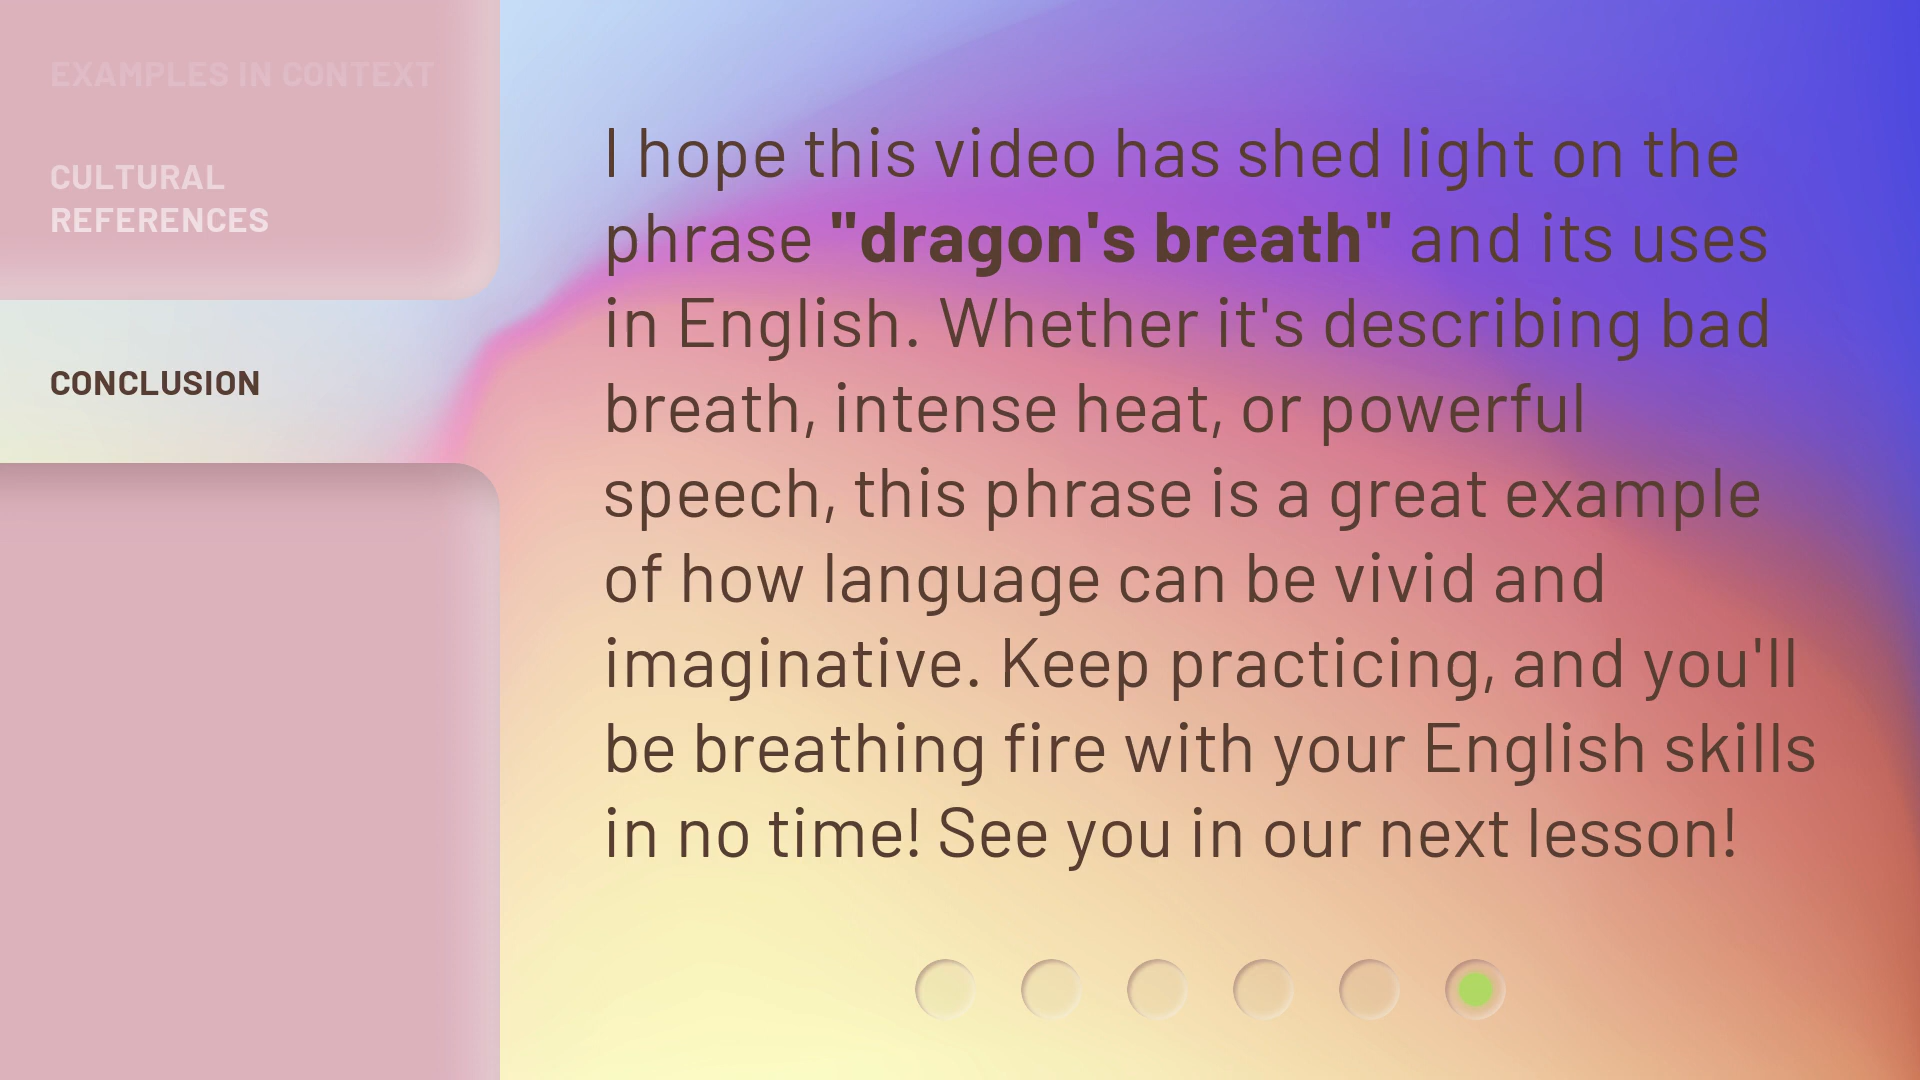 EXAMPLES IN CONTEXT
CULTURAL
REFERENCES
CONCLUSION
I hope this video has shed light on the
phrase "dragon's breath" and its uses
in English. Whether it's describing bad
breath, intense heat, or powerful
speech, this phrase is a great example
of how language can be vivid and
imaginative. Keep practicing, and you'll
be breathing fire with your English skills
in no time! See you in our next lesson!